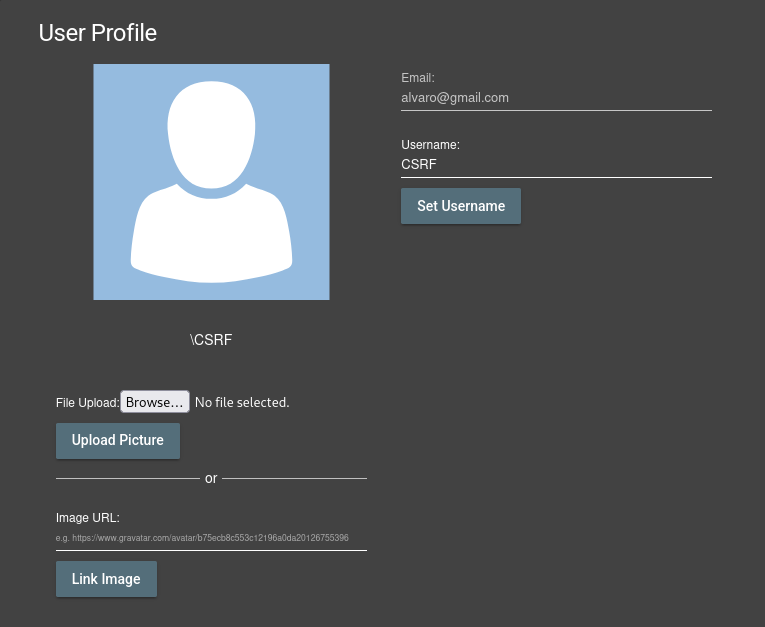 User Profile
Email:
alvaro@gmail.com
Username:
CSRF
Set Username
\CSRF
File Upload: Browse... No file selected.
Upload Picture
or
Image URL:
e.g. https://www.gravatar.com/avatar/b75ecb8c553c12196a0da20126755396
Link Image